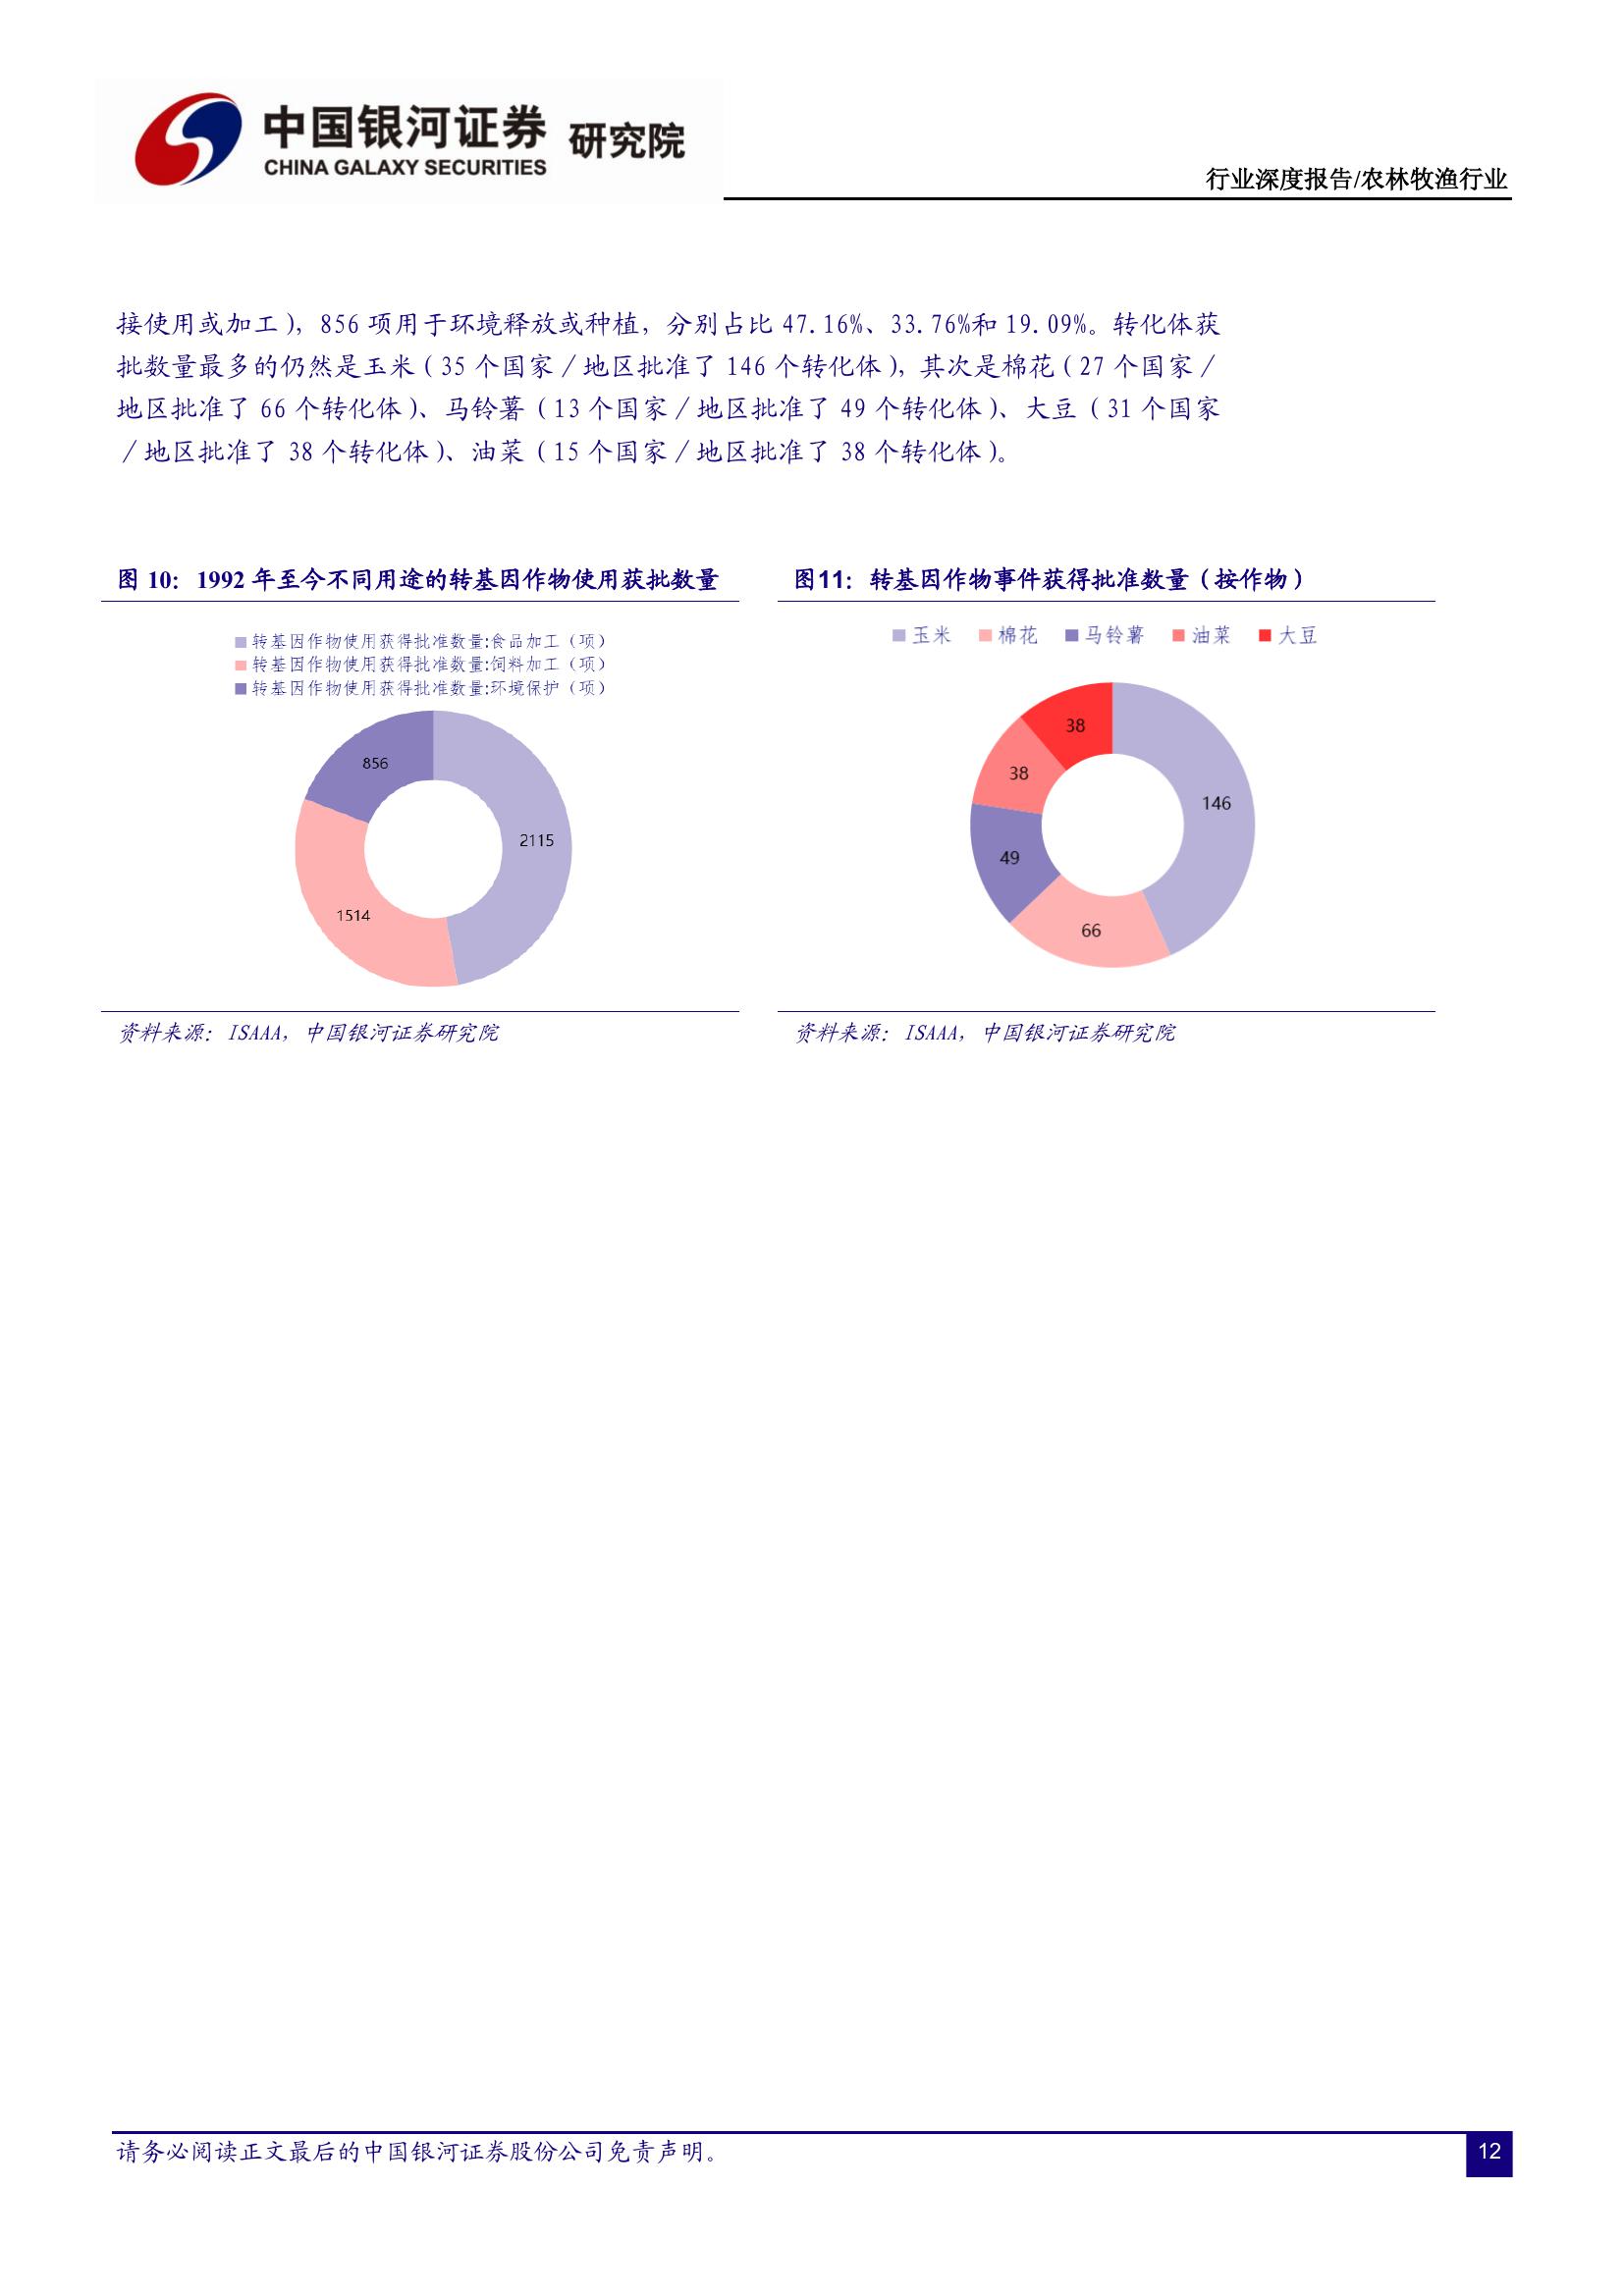 中国银河证券 研究院
CHINA GALAXY SECURITIES
行业深度报告/农林牧渔行业
接使用或加工），856 项用于环境释放或种植，分别占比 47.16%、33.76%和 19.09%。转化体获
批数量最多的仍然是玉米（35 个国家／地区批准了 146 个转化体），其次是棉花（27 个国家／
地区批准了 66 个转化体）、马铃薯（13 个国家／地区批准了 49 个转化体）、大豆（31 个国家
／地区批准了 38 个转化体）、油菜（15 个国家／地区批准了 38 个转化体）。
图 10：1992 年至今不同用途的转基因作物使用获批数量
转基因作物使用获得批准数量:食品加工（项）
转基因作物使用获得批准数量:饲料加工（项）
转基因作物使用获得批准数量:环境保护（项）
856
2115
1514
资料来源：ISAAA，中国银河证券研究院
图11：转基因作物事件获得批准数量（按作物）
玉米 棉花 马铃薯 油菜 大豆
38
38
146
49
66
资料来源：ISAAA，中国银河证券研究院
请务必阅读正文最后的中国银河证券股份公司免责声明。
12